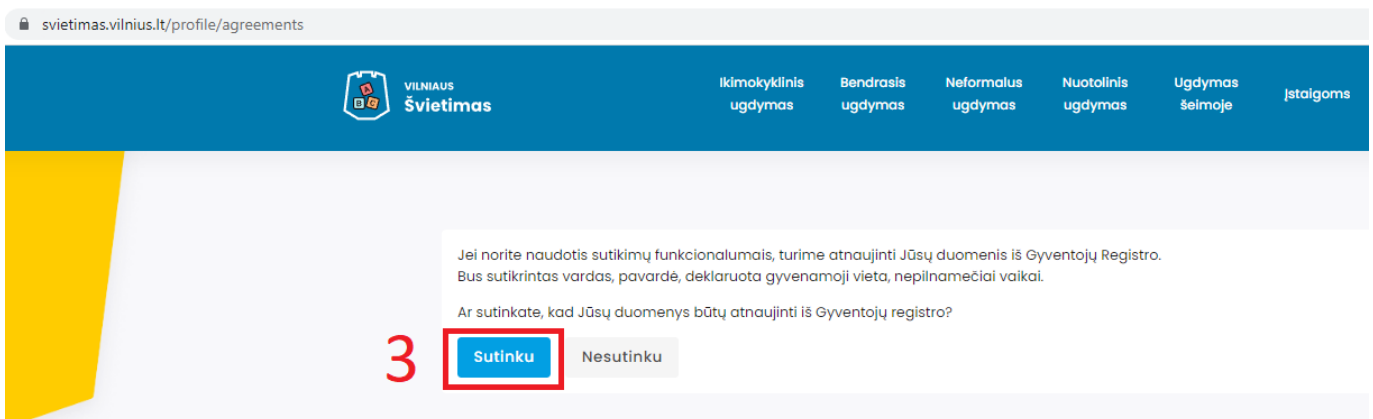 svietimas.vilnius.lt/profile/agreements
VILNIAUS
Švietimas
Ikimokyklinis
ugdymas
Bendrasis
ugdymas
Neformalus
ugdymas
Nuotolinis
ugdymas
Ugdymas
šeimoje
Įstaigoms
A
B C
Jei norite naudotis sutikimų funkcionalumais, turime atnaujinti Jūsų duomenis iš Gyventojų Registro.
Bus sutikrintas vardas, pavardė, deklaruota gyvenamoji vieta, nepilnamečiai vaikai.
Ar sutinkate, kad Jūsų duomenys būtų atnaujinti iš Gyventojų registro?
3
Sutinku
Nesutinku